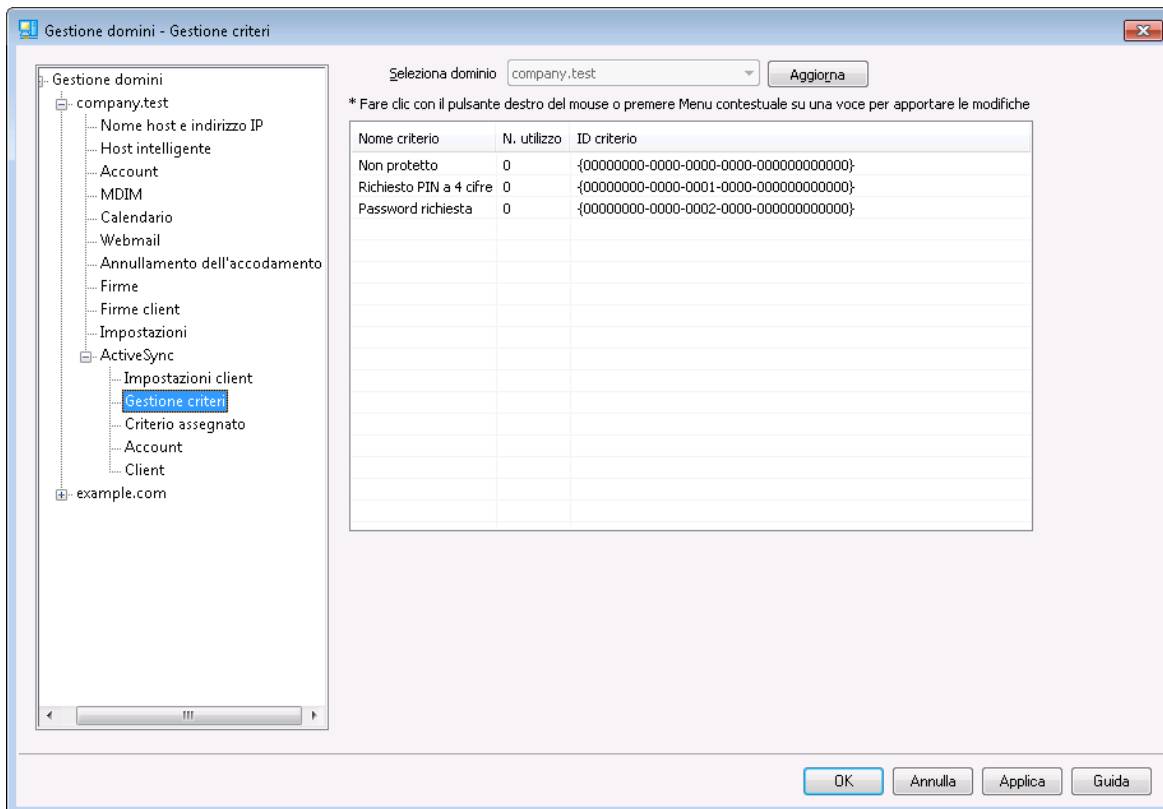 Gestione domini - Gestione criteri
Gestione domini
company.test
Nome host e indirizzo IP
Host intelligente
Account
MDIM
Calendario
Webmail
Annullamento dell'accodamento
Firme
Firme client
Impostazioni
ActiveSync
Impostazioni client
Gestione criteri
Criterio assegnato
Account
Client
example.com
Seleziona dominio company.test Aggiorna
* Fare clic con il pulsante destro del mouse o premere Menu contestuale su una voce per apportare le modifiche
Nome criterio N. utilizzo ID criterio
Non protetto 0 {00000000-0000-0000-0000-000000000000}
Richiesto PIN a 4 cifre 0 {00000000-0000-0001-0000-000000000000}
Password richiesta 0 {00000000-0000-0002-0000-000000000000}
OK Annulla Applica Guida